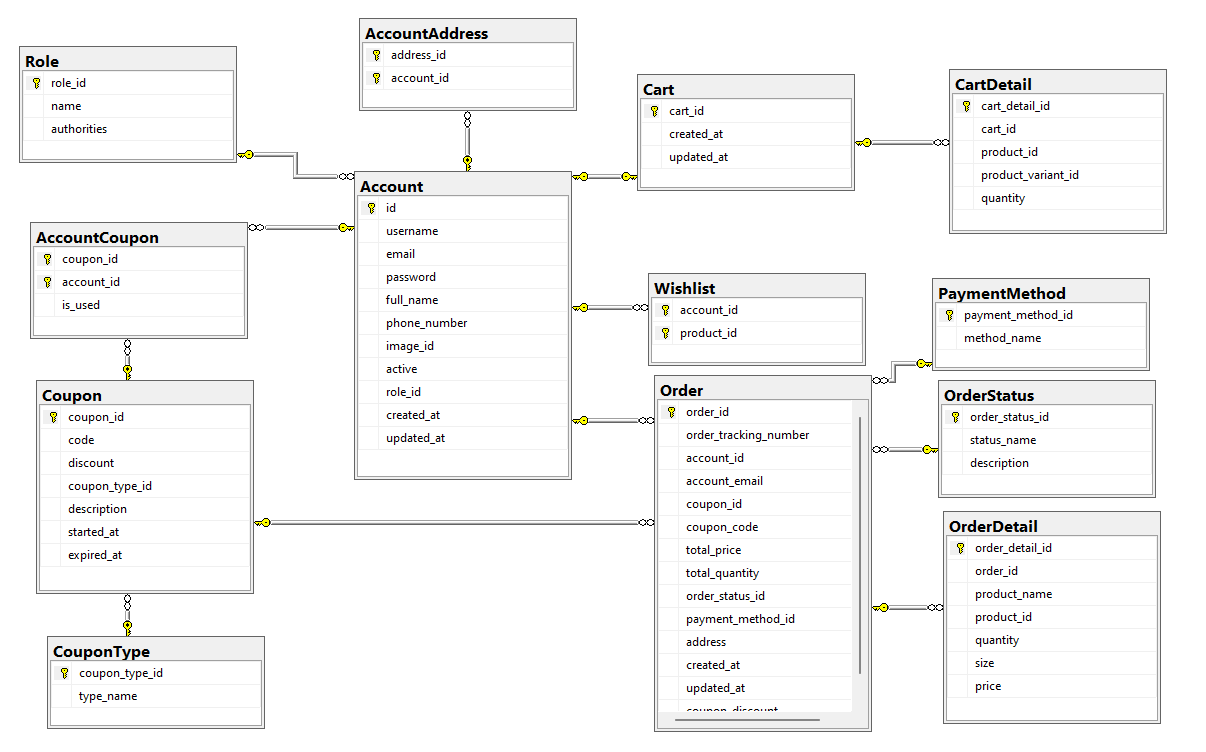 Role
role_id
name
authorities
AccountAddress
address_id
account_id
Cart
cart_id
created_at
updated_at
CartDetail
cart_detail_id
cart_id
product_id
product_variant_id
quantity
Account
id
username
email
password
full_name
phone_number
image_id
active
role_id
created_at
updated_at
AccountCoupon
coupon_id
account_id
is_used
Wishlist
account_id
product_id
PaymentMethod
payment_method_id
method_name
Coupon
coupon_id
code
discount
coupon_type_id
description
started_at
expired_at
Order
order_id
order_tracking_number
account_id
account_email
coupon_id
coupon_code
total_price
total_quantity
order_status_id
payment_method_id
address
created_at
updated_at
coupon_discount
OrderStatus
order_status_id
status_name
description
OrderDetail
order_detail_id
order_id
product_name
product_id
quantity
size
price
CouponType
coupon_type_id
type_name